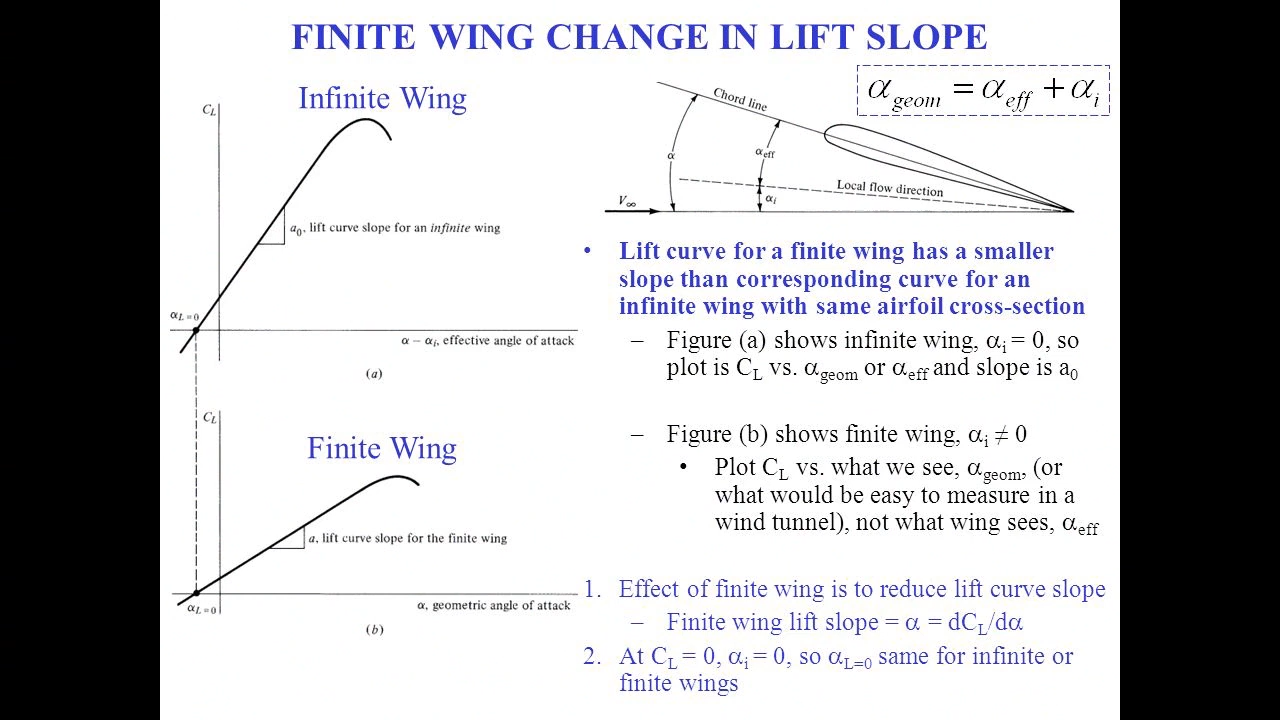 FINITE WING CHANGE IN LIFT SLOPE
Infinite Wing
C_L
a₀, lift curve slope for an infinite wing
α_L = 0
α − α_i, effective angle of attack
(a)
C_L
Finite Wing
a, lift curve slope for the finite wing
α_L = 0
α, geometric angle of attack
(b)
α_geom = α_eff + α_i
Chord line
α
α_eff
Local flow direction
α_i
V_∞
• Lift curve for a finite wing has a smaller
slope than corresponding curve for an
infinite wing with same airfoil cross-section
– Figure (a) shows infinite wing, α_i = 0, so
plot is C_L vs. α_geom or α_eff and slope is a₀
– Figure (b) shows finite wing, α_i ≠ 0
• Plot C_L vs. what we see, α_geom, (or
what would be easy to measure in a
wind tunnel), not what wing sees, α_eff
1. Effect of finite wing is to reduce lift curve slope
– Finite wing lift slope = α = dC_L/dα
2. At C_L = 0, α_i = 0, so α_L=0 same for infinite or
finite wings